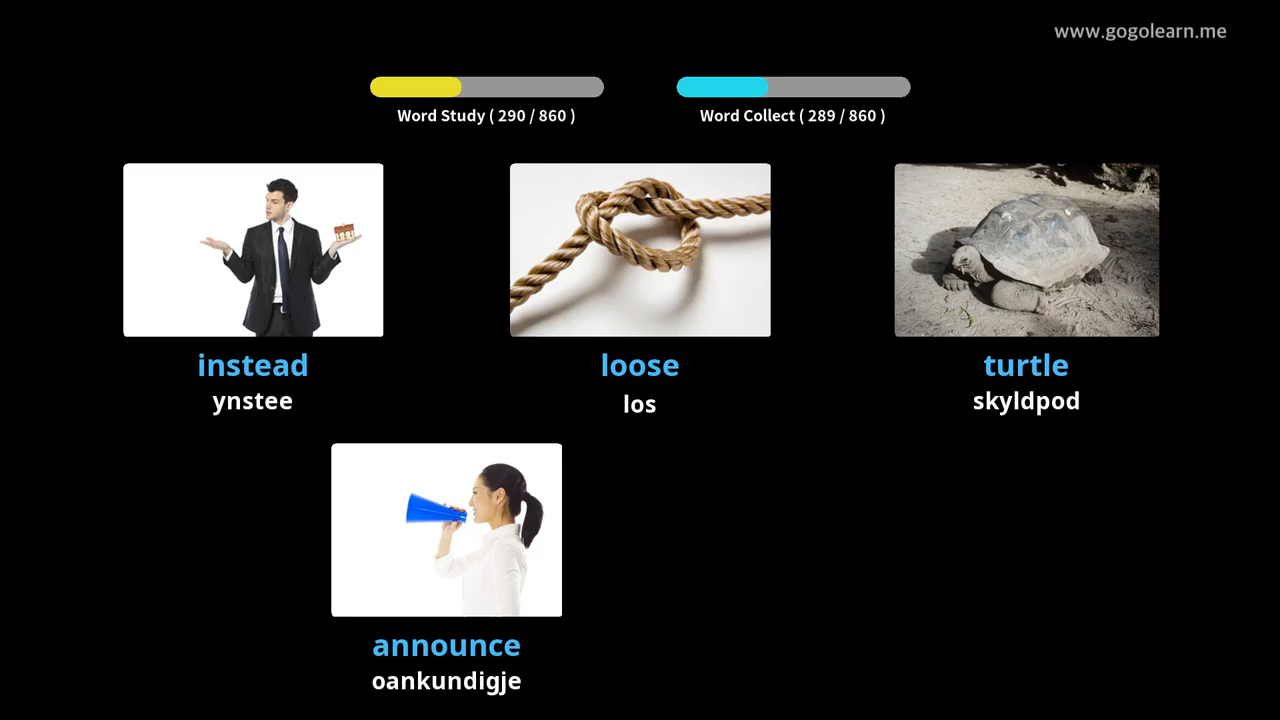 www.gogolearn.me
Word Study ( 290 / 860 )
Word Collect ( 289 / 860 )
instead
ynstee
loose
los
turtle
skyldpod
announce
oankundigje